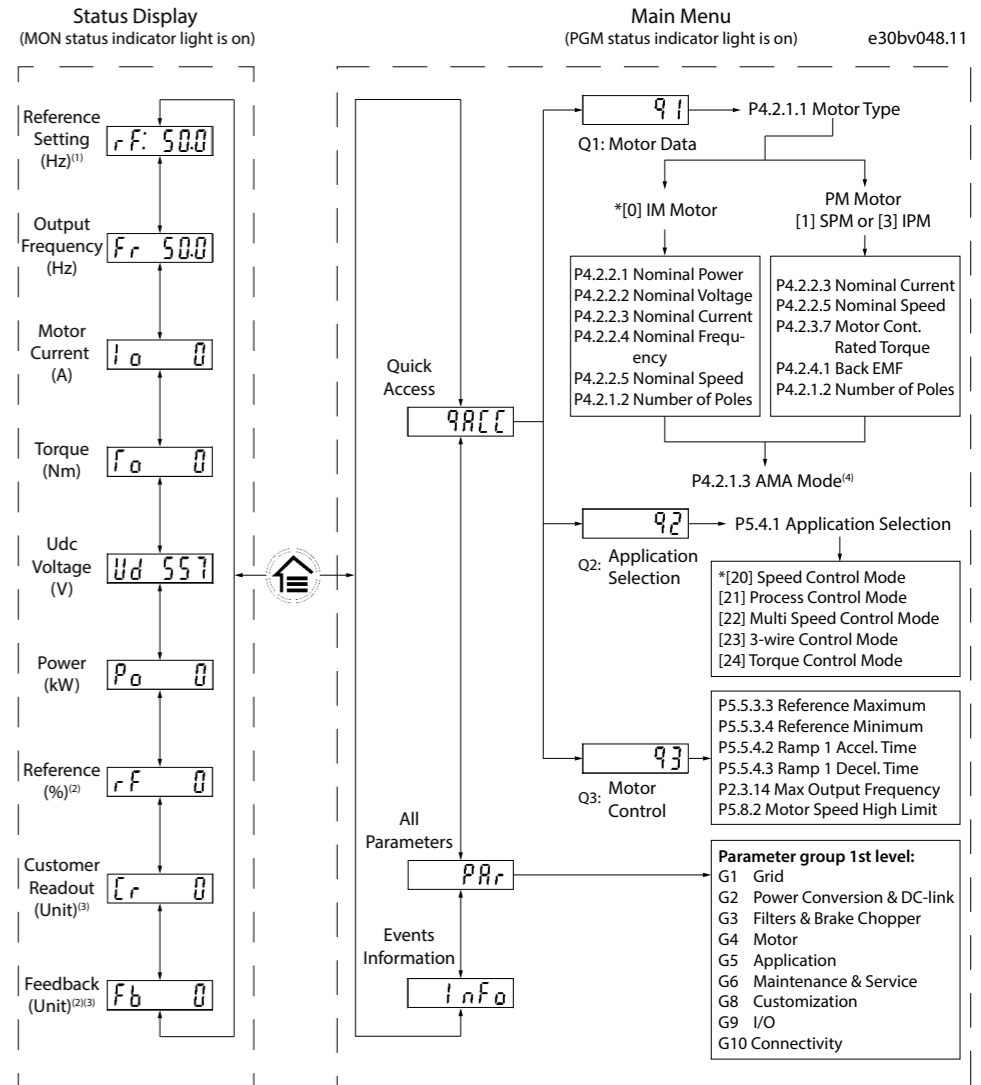 Status Display
(MON status indicator light is on)
Main Menu
(PGM status indicator light is on)
e30bv048.11
Reference
Setting
(Hz)(1)
rF: 50.0
Output
Frequency
(Hz)
Fr 50.0
Motor
Current
(A)
Io 0
Torque
(Nm)
To 0
Udc
Voltage
(V)
Ud 557
Power
(kW)
Po 0
Reference
(%)(2)
rF 0
Customer
Readout
(Unit)(3)
Cr 0
Feedback
(Unit)(2)(3)
Fb 0
Quick
Access
qACC
All
Parameters
PAr
Events
Information
InFo
q1
Q1: Motor Data
P4.2.1.1 Motor Type
*[0] IM Motor
PM Motor
[1] SPM or [3] IPM
P4.2.2.1 Nominal Power
P4.2.2.2 Nominal Voltage
P4.2.2.3 Nominal Current
P4.2.2.4 Nominal Frequ-
ency
P4.2.2.5 Nominal Speed
P4.2.1.2 Number of Poles
P4.2.2.3 Nominal Current
P4.2.2.5 Nominal Speed
P4.2.3.7 Motor Cont.
Rated Torque
P4.2.4.1 Back EMF
P4.2.1.2 Number of Poles
P4.2.1.3 AMA Mode(4)
q2
Q2: Application
Selection
P5.4.1 Application Selection
*[20] Speed Control Mode
[21] Process Control Mode
[22] Multi Speed Control Mode
[23] 3-wire Control Mode
[24] Torque Control Mode
q3
Q3: Motor
Control
P5.5.3.3 Reference Maximum
P5.5.3.4 Reference Minimum
P5.5.4.2 Ramp 1 Accel. Time
P5.5.4.3 Ramp 1 Decel. Time
P2.3.14 Max Output Frequency
P5.8.2 Motor Speed High Limit
Parameter group 1st level:
G1 Grid
G2 Power Conversion & DC-link
G3 Filters & Brake Chopper
G4 Motor
G5 Application
G6 Maintenance & Service
G8 Customization
G9 I/O
G10 Connectivity